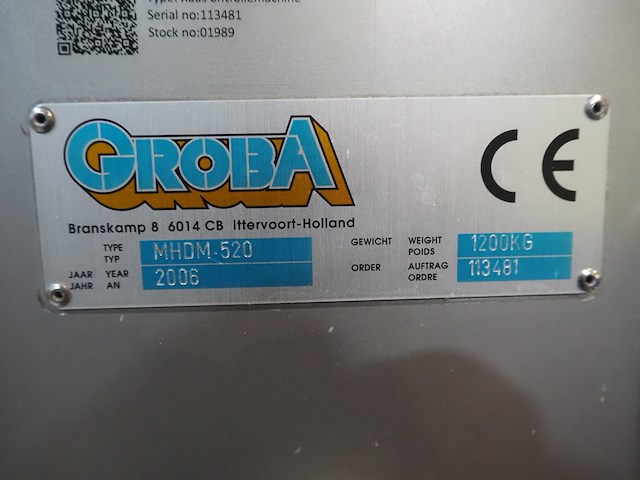 Serial no:113481
Stock no:01989
GROBA
CE
Branskamp 8 6014 CB Ittervoort-Holland
TYPE
TYP
MHDM-520
GEWICHT
WEIGHT
POIDS
1200KG
JAAR YEAR
JAHR AN
2006
ORDER
AUFTRAG
ORDRE
113481